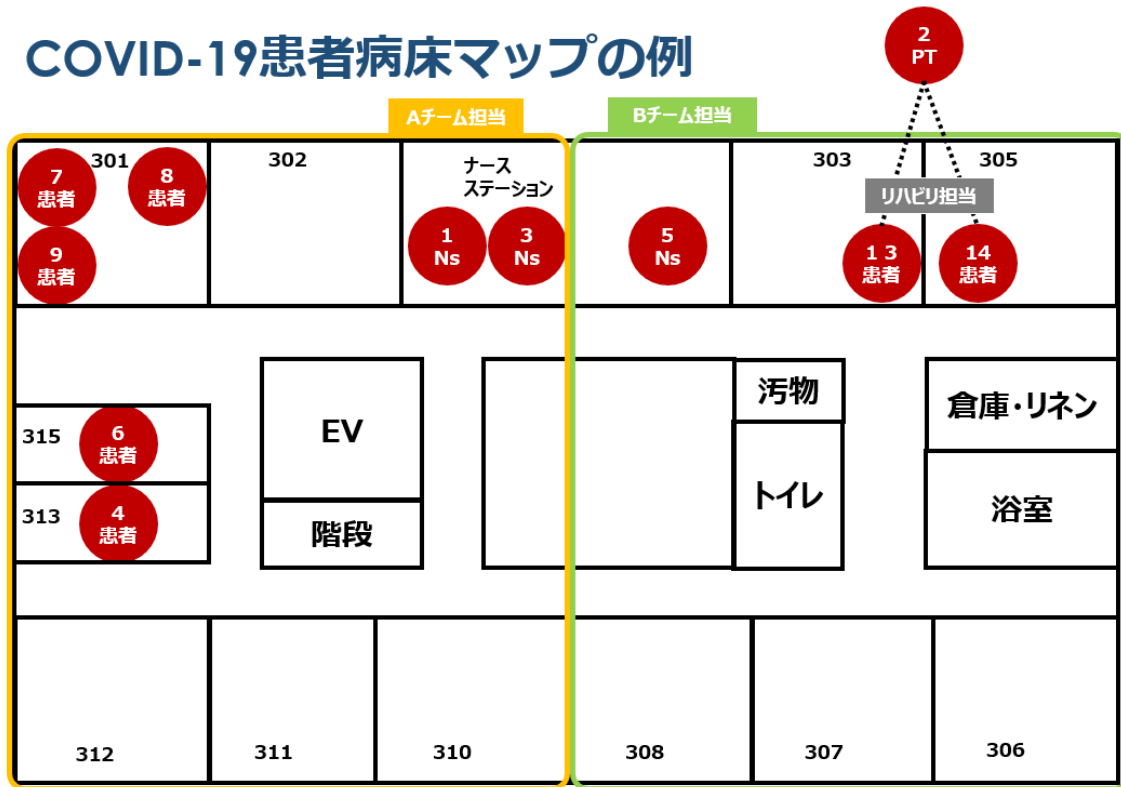 COVID-19患者病床マップの例
2
PT
Aチーム担当
Bチーム担当
301
302
ナース
ステーション
303
305
7
患者
8
患者
リハビリ担当
9
患者
1
Ns
3
Ns
5
Ns
1 3
患者
14
患者
EV
階段
汚物
トイレ
倉庫・リネン
浴室
315
6
患者
313
4
患者
312
311
310
308
307
306